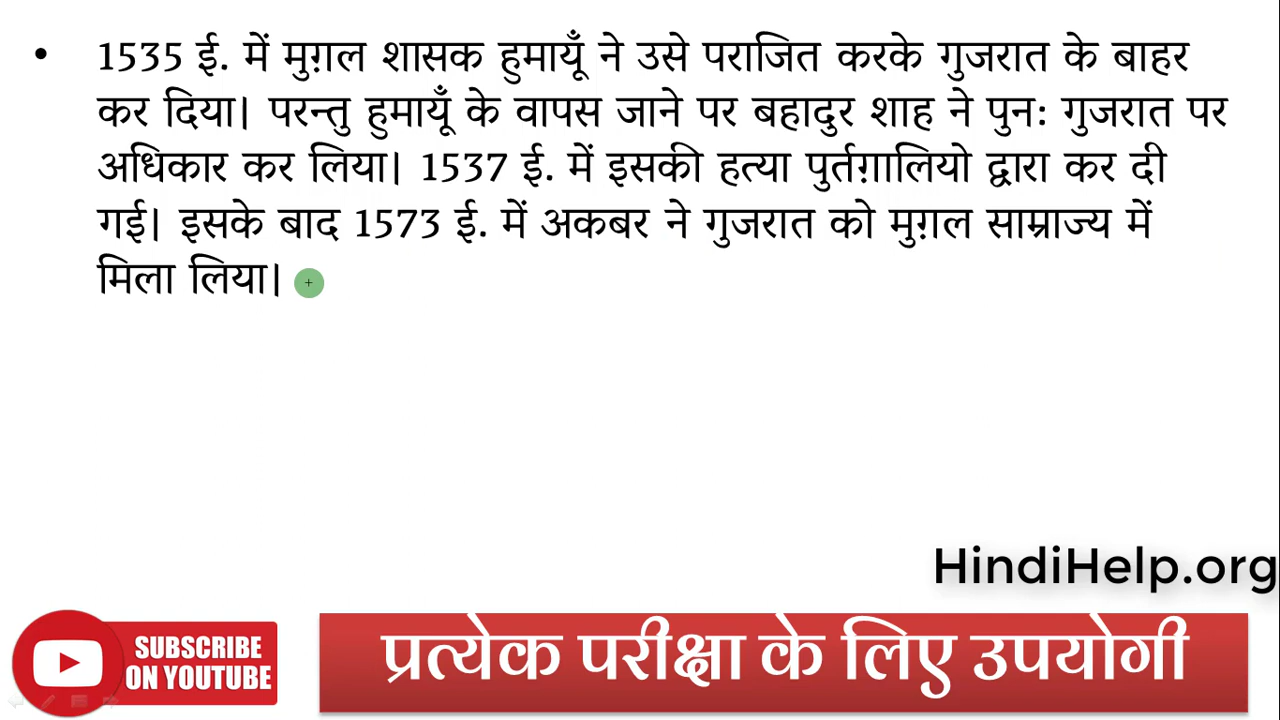 • 1535 ई. में मुग़ल शासक हुमायूँ ने उसे पराजित करके गुजरात के बाहर
कर दिया। परन्तु हुमायूँ के वापस जाने पर बहादुर शाह ने पुनः गुजरात पर
अधिकार कर लिया। 1537 ई. में इसकी हत्या पुर्तग़ालियो द्वारा कर दी
गई। इसके बाद 1573 ई. में अकबर ने गुजरात को मुग़ल साम्राज्य में
मिला लिया।
HindiHelp.org
SUBSCRIBE
ON YOUTUBE
प्रत्येक परीक्षा के लिए उपयोगी